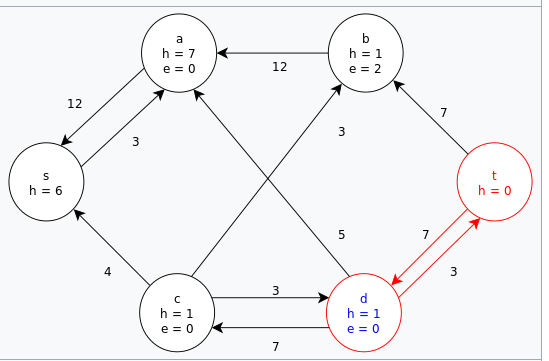 a
h = 7
e = 0
b
h = 1
e = 2
12
12
3
3
7
s
h = 6
t
h = 0
5
7
3
4
c
h = 1
e = 0
3
7
d
h = 1
e = 0